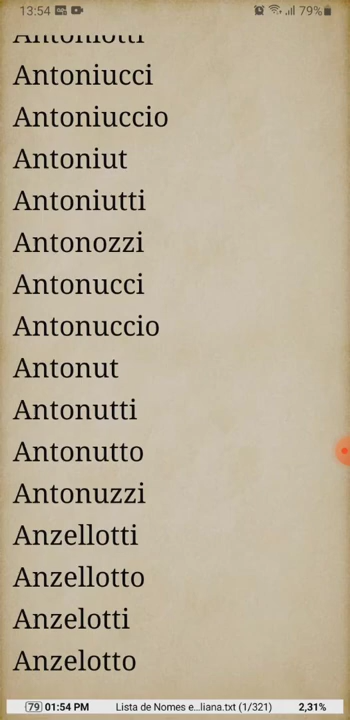 13:54 79%
Antoniotti
Antoniucci
Antoniuccio
Antoniut
Antoniutti
Antonozzi
Antonucci
Antonuccio
Antonut
Antonutti
Antonutto
Antonuzzi
Anzellotti
Anzellotto
Anzelotti
Anzelotto
79 01:54 PM Lista de Nomes e...liana.txt (1/321) 2,31%